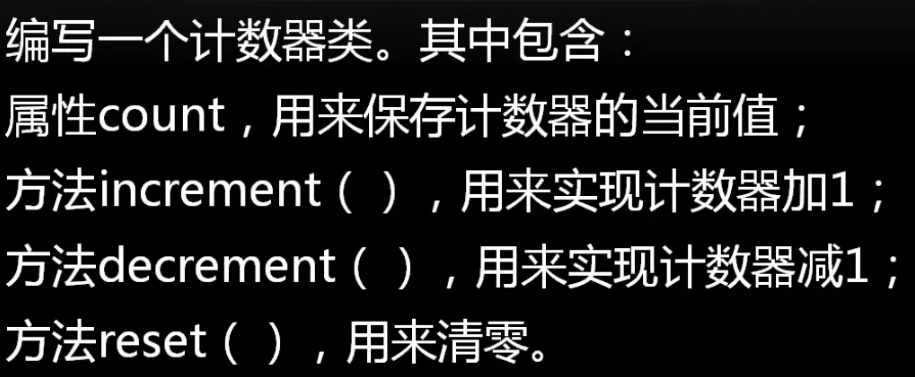 编写一个计数器类。其中包含：
属性count，用来保存计数器的当前值；
方法increment（ ），用来实现计数器加1；
方法decrement（ ），用来实现计数器减1；
方法reset（ ），用来清零。